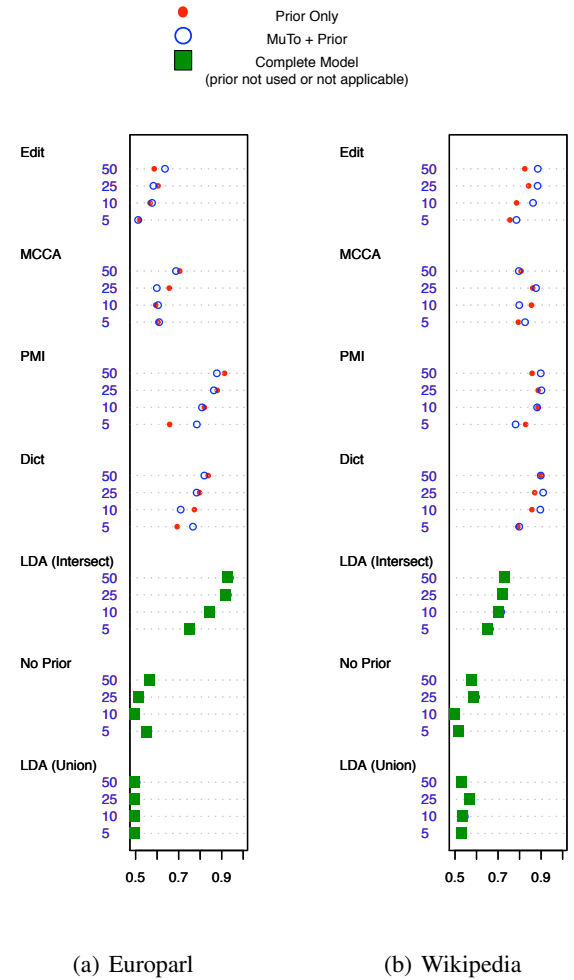 Prior Only
MuTo + Prior
Complete Model
(prior not used or not applicable)
Edit
50
25
10
5
MCCA
50
25
10
5
PMI
50
25
10
5
Dict
50
25
10
5
LDA (Intersect)
50
25
10
5
No Prior
50
25
10
5
LDA (Union)
50
25
10
5
0.5 0.7 0.9
(a) Europarl
Edit
50
25
10
5
MCCA
50
25
10
5
PMI
50
25
10
5
Dict
50
25
10
5
LDA (Intersect)
50
25
10
5
No Prior
50
25
10
5
LDA (Union)
50
25
10
5
0.5 0.7 0.9
(b) Wikipedia